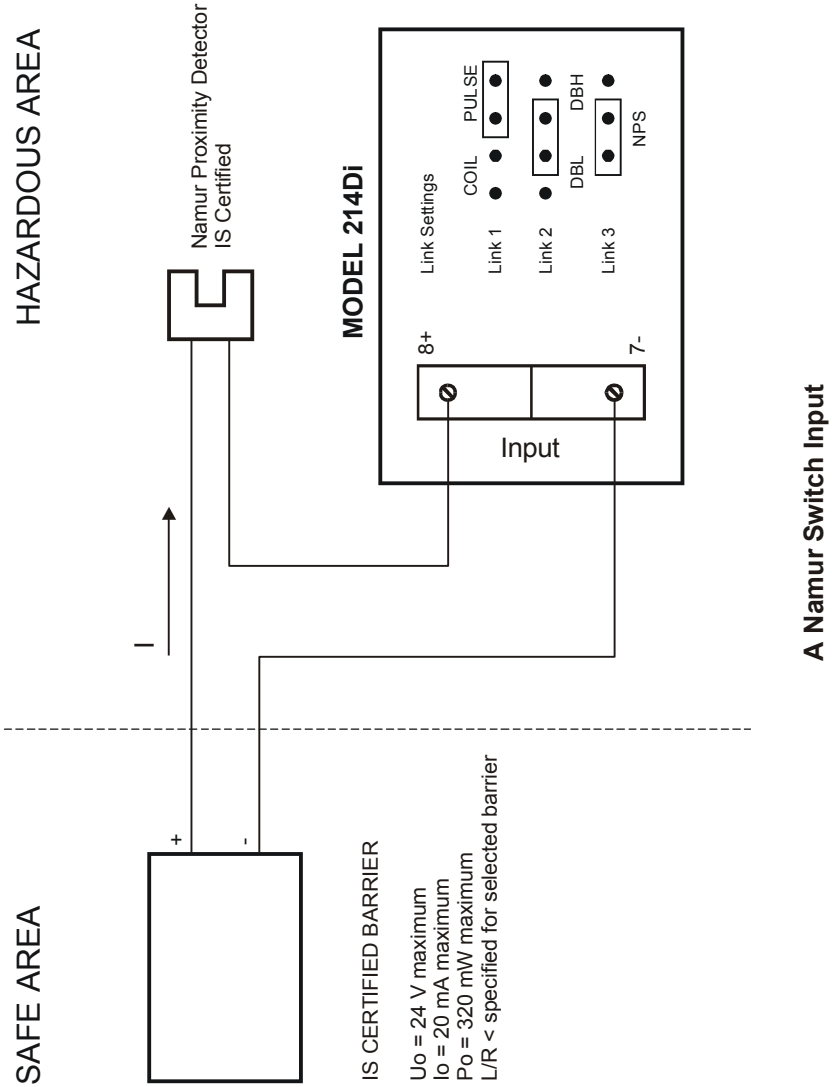 SAFE AREA
HAZARDOUS AREA
+
-
I
Namur Proximity Detector
IS Certified
IS CERTIFIED BARRIER
Uo = 24 V maximum
Io = 20 mA maximum
Po = 320 mW maximum
L/R < specified for selected barrier
MODEL 214Di
Input
8+
7-
Link Settings
COIL PULSE
Link 1
Link 2
DBL DBH
Link 3
NPS
A Namur Switch Input